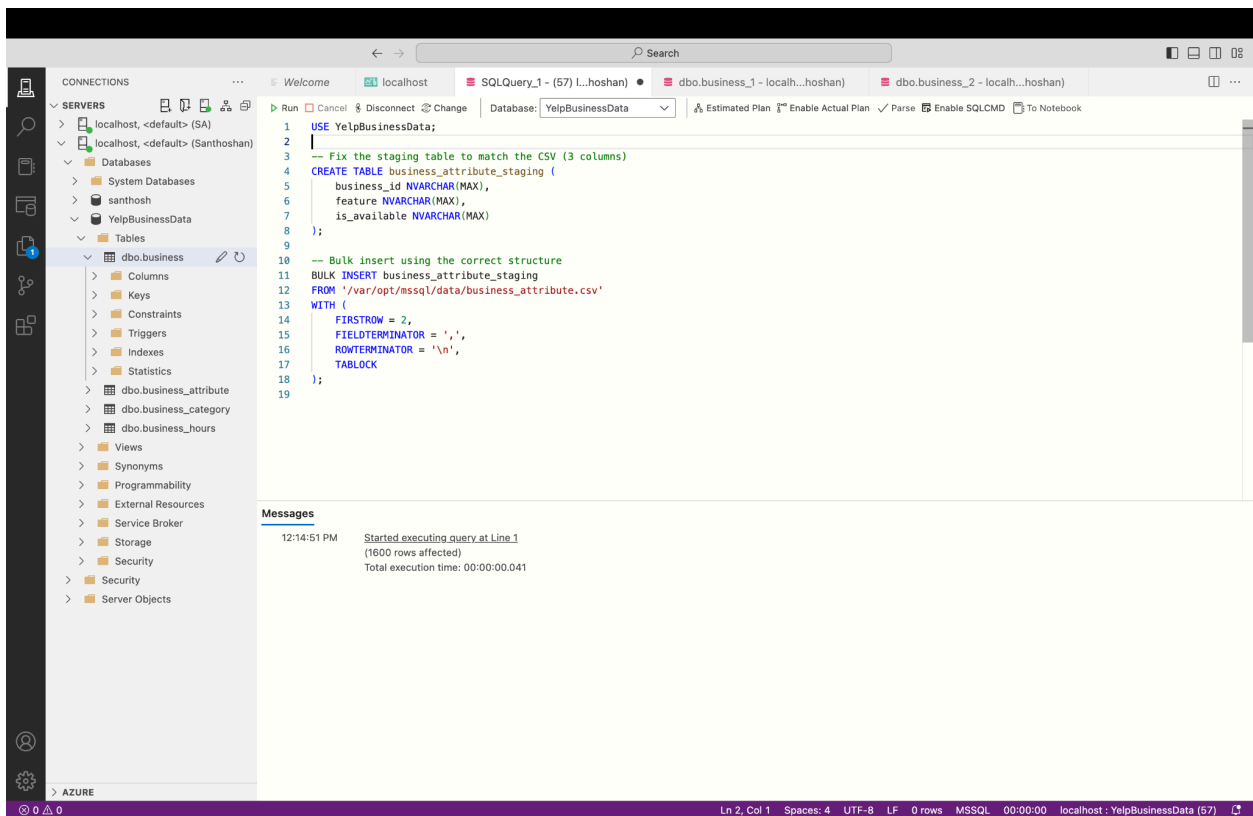 Search
CONNECTIONS ...
Welcome
localhost
SQLQuery_1 - (57) l...hoshan)
dbo.business_1 - localh...hoshan)
dbo.business_2 - localh...hoshan)
SERVERS
Run Cancel Disconnect Change Database: YelpBusinessData Estimated Plan Enable Actual Plan Parse Enable SQLCMD To Notebook
localhost, <default> (SA)
localhost, <default> (Santhoshan)
Databases
System Databases
santhosh
YelpBusinessData
Tables
dbo.business
Columns
Keys
Constraints
Triggers
Indexes
Statistics
dbo.business_attribute
dbo.business_category
dbo.business_hours
Views
Synonyms
Programmability
External Resources
Service Broker
Storage
Security
Security
Server Objects
1
AZURE
1 USE YelpBusinessData;
2
3 -- Fix the staging table to match the CSV (3 columns)
4 CREATE TABLE business_attribute_staging (
5 business_id NVARCHAR(MAX),
6 feature NVARCHAR(MAX),
7 is_available NVARCHAR(MAX)
8 );
9
10 -- Bulk insert using the correct structure
11 BULK INSERT business_attribute_staging
12 FROM '/var/opt/mssql/data/business_attribute.csv'
13 WITH (
14 FIRSTROW = 2,
15 FIELDTERMINATOR = ',',
16 ROWTERMINATOR = '\n',
17 TABLOCK
18 );
19
Messages
12:14:51 PM Started executing query at Line 1
(1600 rows affected)
Total execution time: 00:00:00.041
0 0 Ln 2, Col 1 Spaces: 4 UTF-8 LF 0 rows MSSQL 00:00:00 localhost : YelpBusinessData (57)